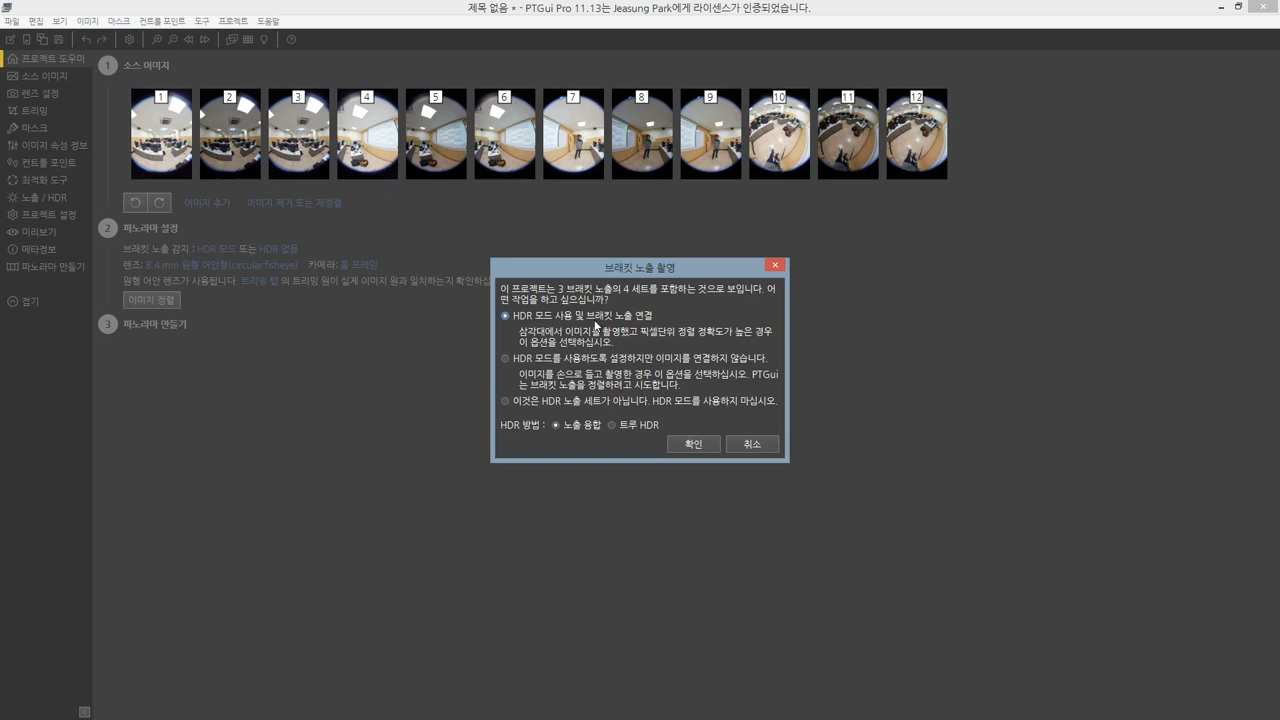 제목 없음 * - PTGui Pro 11.13는 Jeasung Park에게 라이센스가 인증되었습니다.
파일 편집 보기 이미지 마스크 컨트롤 포인트 도구 프로젝트 도움말
프로젝트 도우미
소스 이미지
렌즈 설정
트리밍
마스크
이미지 속성 정보
컨트롤 포인트
최적화 도구
노출 / HDR
프로젝트 설정
미리보기
메타정보
파노라마 만들기
접기
1 소스 이미지
1 2 3 4 5 6 7 8 9 10 11 12
이미지 추가 이미지 제거 또는 재정렬
2 파노라마 설정
브래킷 노출 감지 : HDR 모드 또는 HDR 없음
렌즈: 8.4 mm 원형 어안형(circular fisheye) 카메라: 풀 프레임
원형 어안 렌즈가 사용됩니다. 트리밍 탭 의 트리밍 원이 실제 이미지 원과 일치하는지 확인하십
이미지 정렬
3 파노라마 만들기
브래킷 노출 촬영
이 프로젝트는 3 브래킷 노출의 4 세트를 포함하는 것으로 보입니다. 어
떤 작업을 하고 싶으십니까?
HDR 모드 사용 및 브래킷 노출 연결
삼각대에서 이미지를 촬영했고 픽셀단위 정렬 정확도가 높은 경우
이 옵션을 선택하십시오.
HDR 모드를 사용하도록 설정하지만 이미지를 연결하지 않습니다.
이미지를 손으로 들고 촬영한 경우 이 옵션을 선택하십시오. PTGui
는 브래킷 노출을 정렬하려고 시도합니다.
이것은 HDR 노출 세트가 아닙니다. HDR 모드를 사용하지 마십시오.
HDR 방법 : 노출 융합 트루 HDR
확인 취소